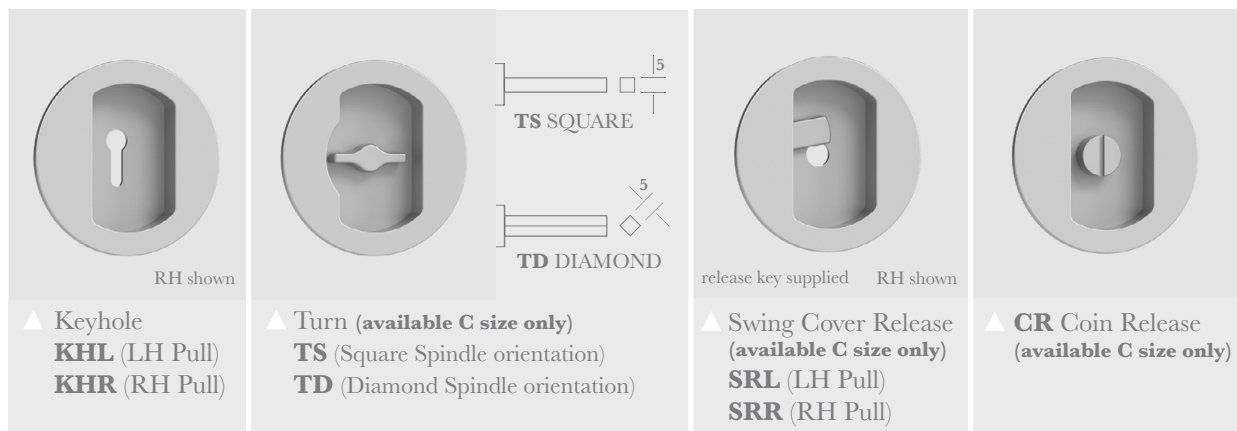 RH shown
Keyhole
KHL (LH Pull)
KHR (RH Pull)
5
TS SQUARE
5
TD DIAMOND
Turn (available C size only)
TS (Square Spindle orientation)
TD (Diamond Spindle orientation)
release key supplied RH shown
Swing Cover Release
(available C size only)
SRL (LH Pull)
SRR (RH Pull)
CR Coin Release
(available C size only)